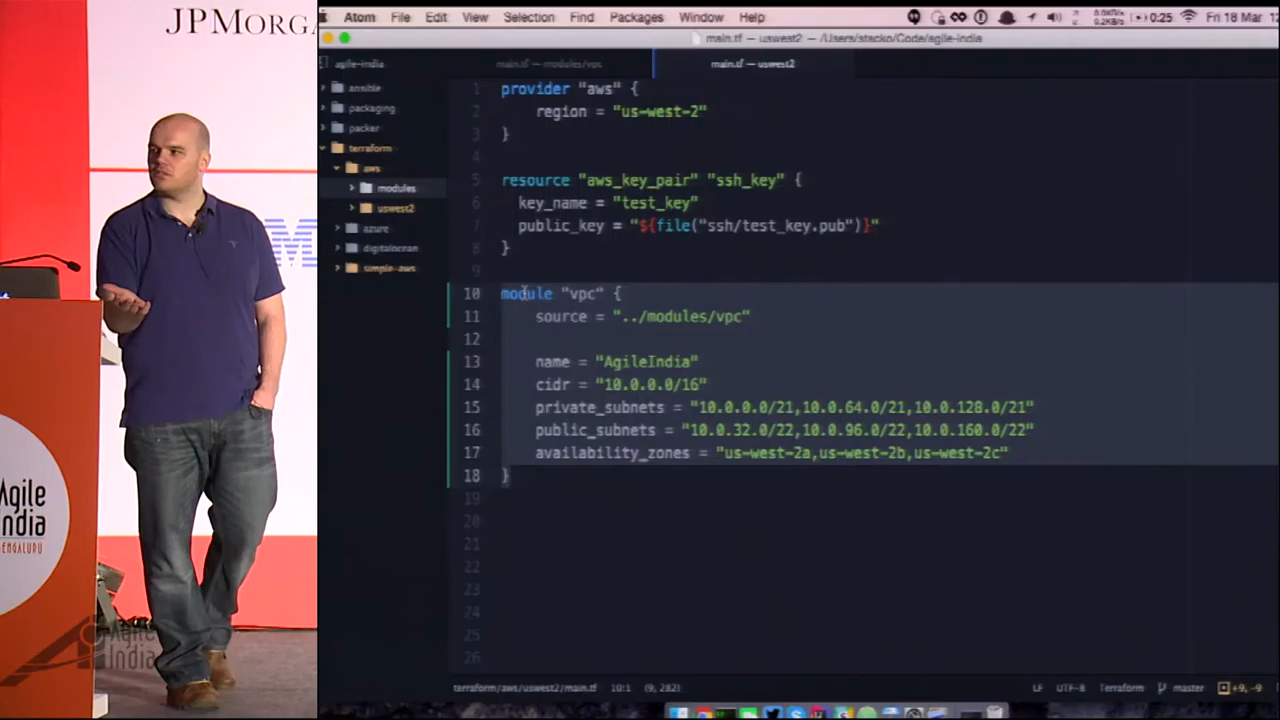 JPMORGA
M
Agile
India
BENGALURU
Agile
India
Atom File Edit View Selection Find Packages Window Help
0:25 Fri 18 Mar
main.tf — uswest2 — /Users/stacko/Code/agile-india
agile-india
main.tf — modules/vpc
main.tf — uswest2
ansible
packaging
packer
terraform
aws
modules
uswest2
azure
digitalocean
simple-aws
1 provider "aws" {
2 region = "us-west-2"
3 }
4
5 resource "aws_key_pair" "ssh_key" {
6 key_name = "test_key"
7 public_key = "${file("ssh/test_key.pub")}"
8 }
9
10 module "vpc" {
11 source = "../modules/vpc"
12
13 name = "AgileIndia"
14 cidr = "10.0.0.0/16"
15 private_subnets = "10.0.0.0/21,10.0.64.0/21,10.0.128.0/21"
16 public_subnets = "10.0.32.0/22,10.0.96.0/22,10.0.160.0/22"
17 availability_zones = "us-west-2a,us-west-2b,us-west-2c"
18 }
19
20
21
22
23
24
25
26
terraform/aws/uswest2/main.tf 10:1 (9, 282) LF UTF-8 Terraform master +9, -9